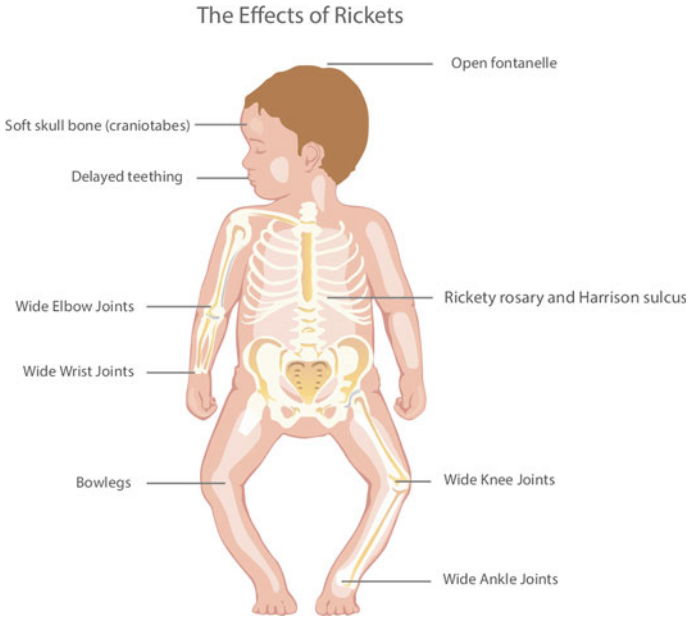 The Effects of Rickets
Open fontanelle
Soft skull bone (craniotabes)
Delayed teething
Wide Elbow Joints
Rickety rosary and Harrison sulcus
Wide Wrist Joints
Bowlegs
Wide Knee Joints
Wide Ankle Joints